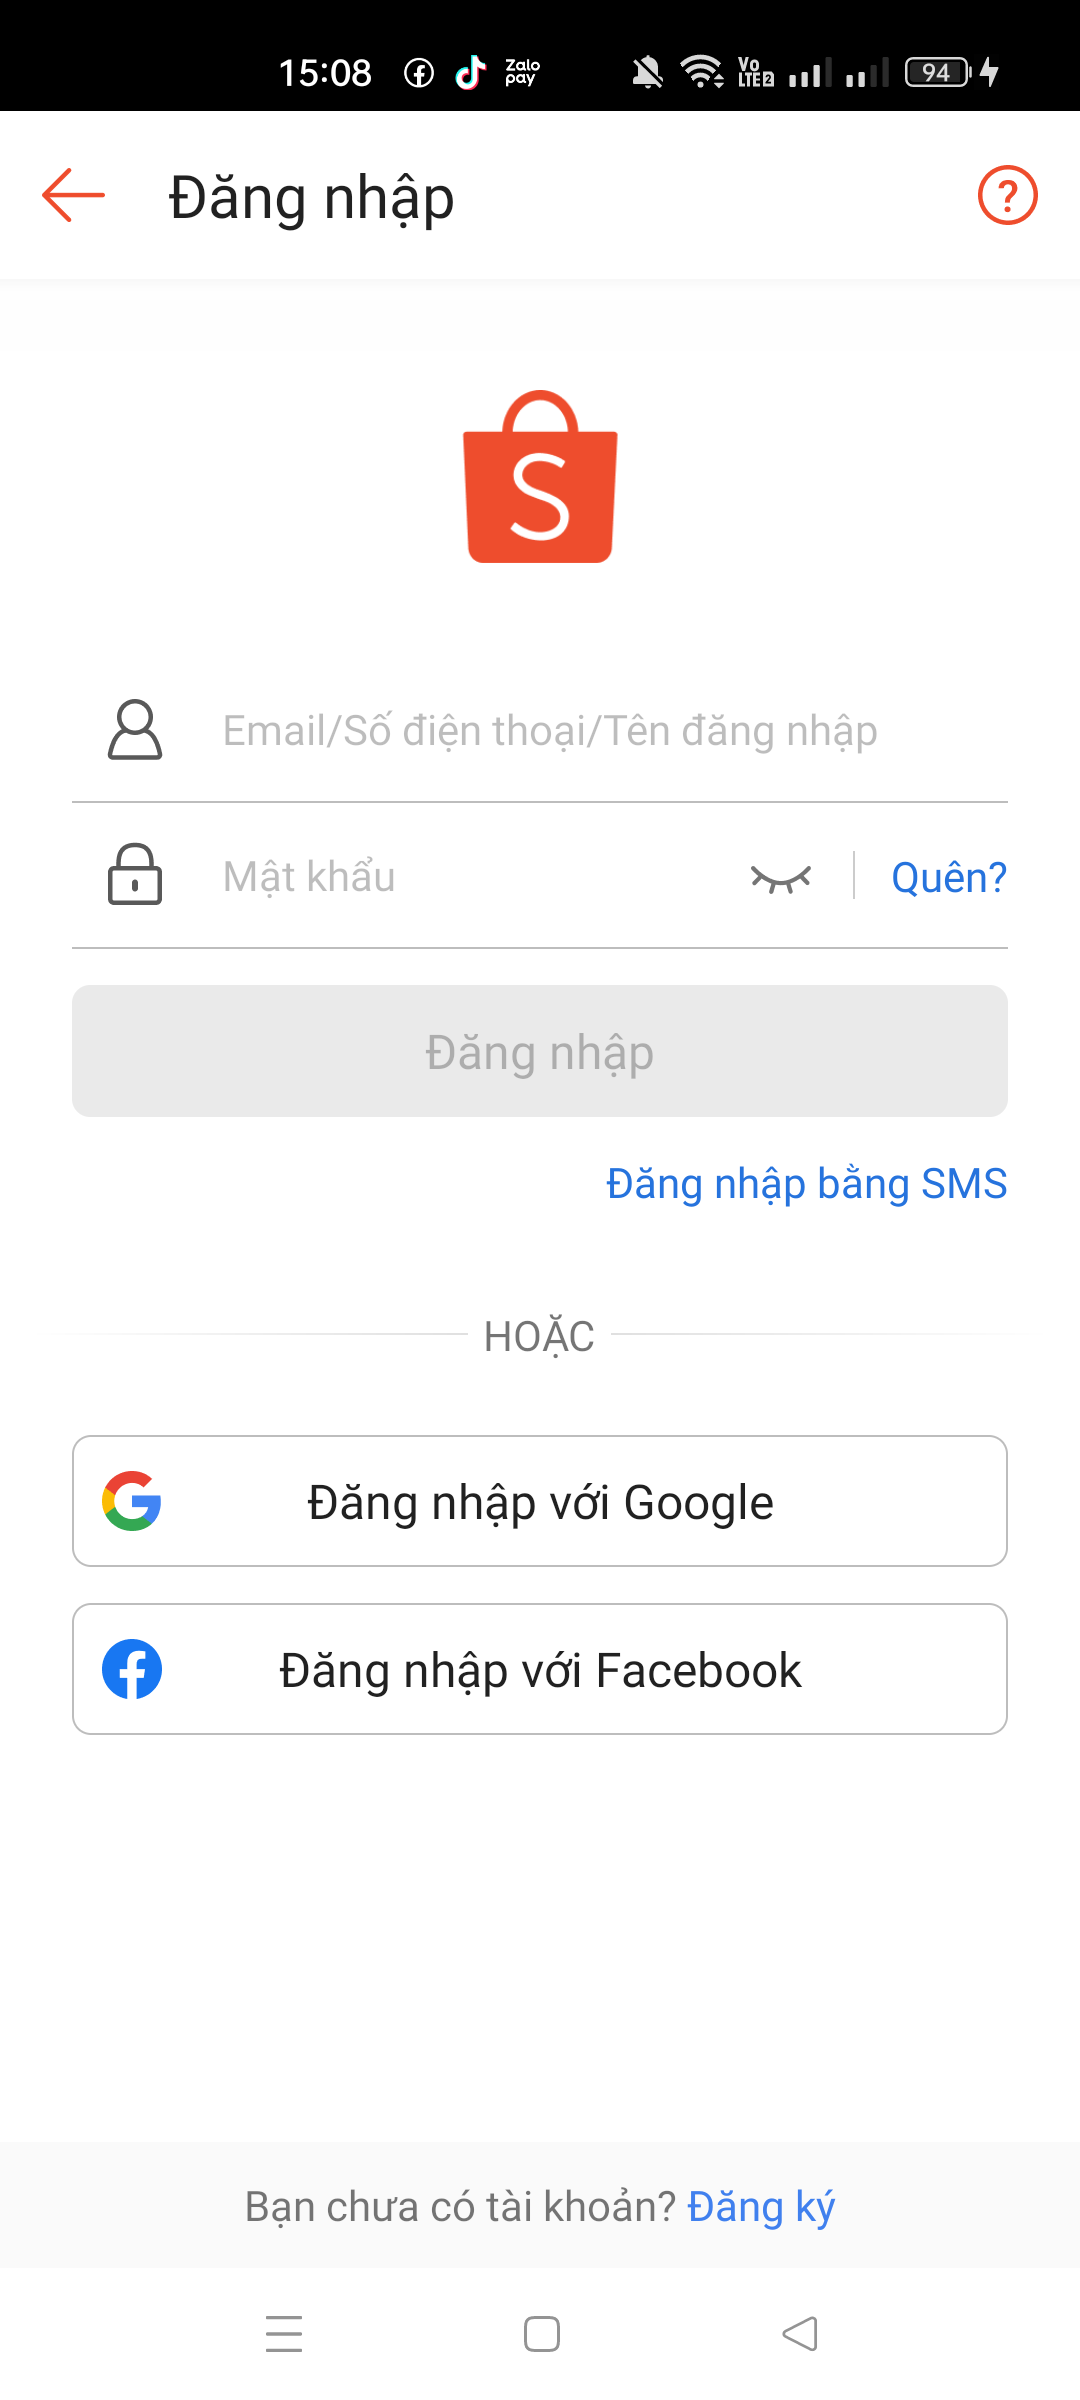 15:08 Zalo pay Vo LTE 2 94
Đăng nhập ?
S
Email/Số điện thoại/Tên đăng nhập
Mật khẩu Quên?
Đăng nhập
Đăng nhập bằng SMS
HOẶC
Đăng nhập với Google
Đăng nhập với Facebook
Bạn chưa có tài khoản? Đăng ký